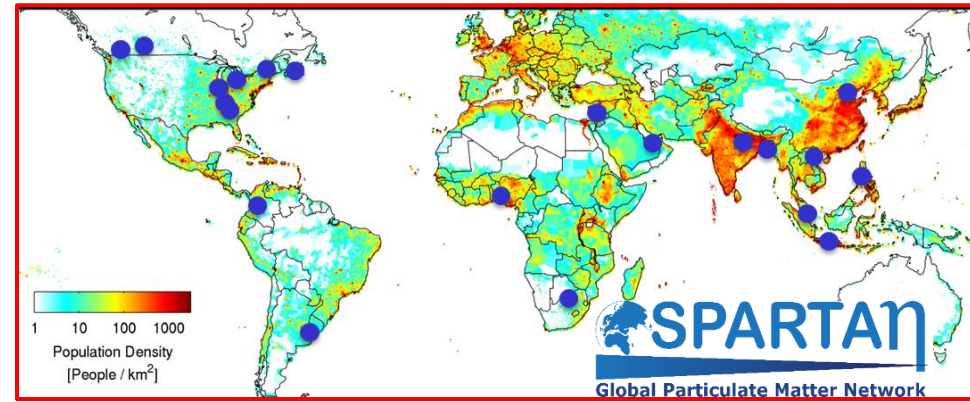 1 10 100 1000
Population Density
[People / km²]
SPARTAN
Global Particulate Matter Network